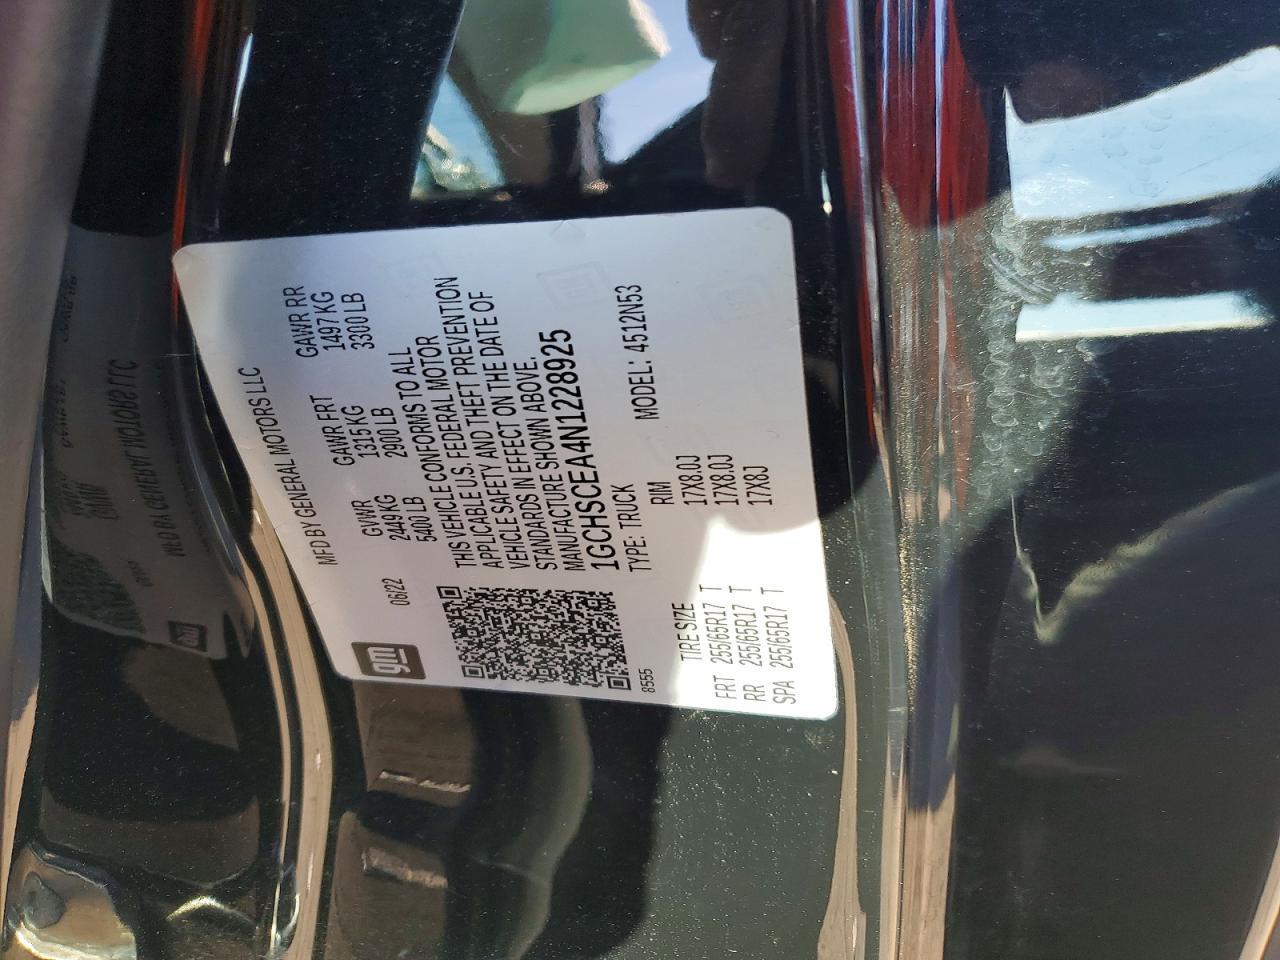 gm
MFD BY GENERAL MOTORS LLC
06/22
GVWR GAWR FRT GAWR RR
2449 KG 1315 KG 1497 KG
5400 LB 2900 LB 3300 LB
THIS VEHICLE CONFORMS TO ALL
APPLICABLE U.S. FEDERAL MOTOR
VEHICLE SAFETY AND THEFT PREVENTION
STANDARDS IN EFFECT ON THE DATE OF
MANUFACTURE SHOWN ABOVE.
1GCHSCEA4N1228925
TYPE: TRUCK MODEL: 4512N53
8555
TIRE SIZE RIM
FRT 255/65R17 T 17X8.0J
RR 255/65R17 T 17X8.0J
SPA 255/65R17 T 17X8J